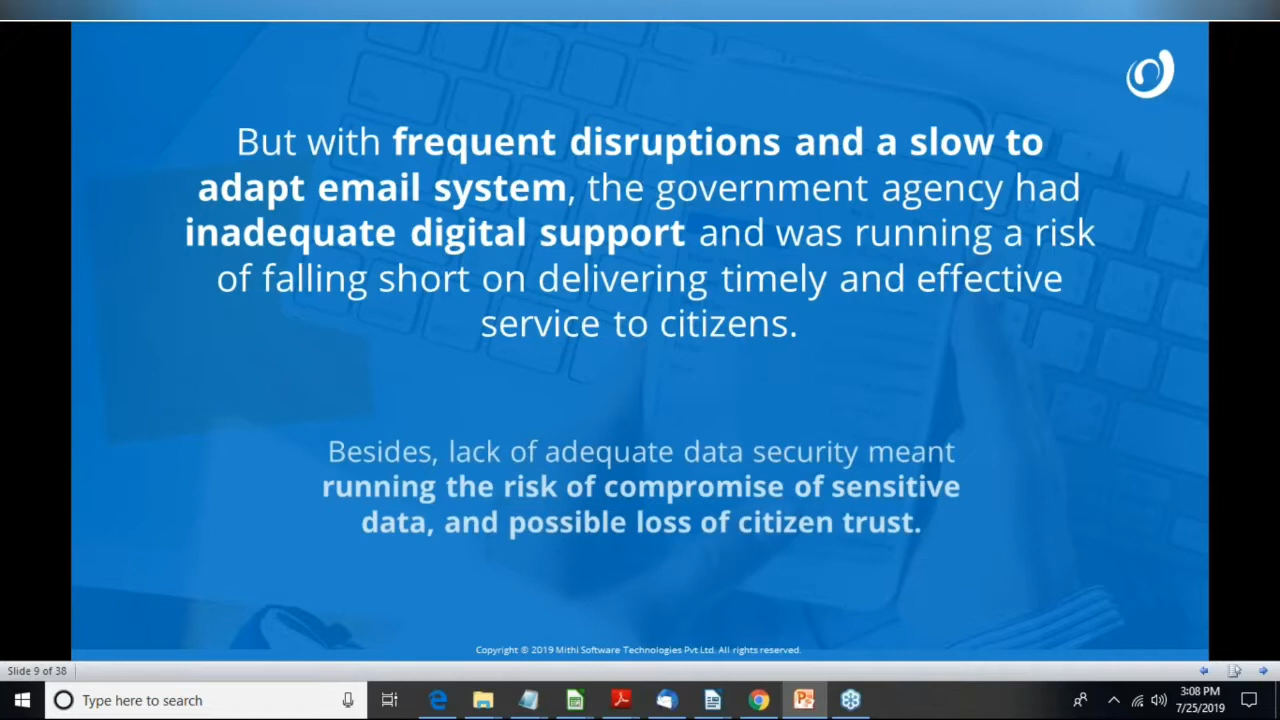 But with frequent disruptions and a slow to
adapt email system, the government agency had
inadequate digital support and was running a risk
of falling short on delivering timely and effective
service to citizens.
Besides, lack of adequate data security meant
running the risk of compromise of sensitive
data, and possible loss of citizen trust.
Copyright © 2019 Mithi Software Technologies Pvt Ltd. All rights reserved.
Slide 9 of 38
Type here to search
3:08 PM
7/25/2019